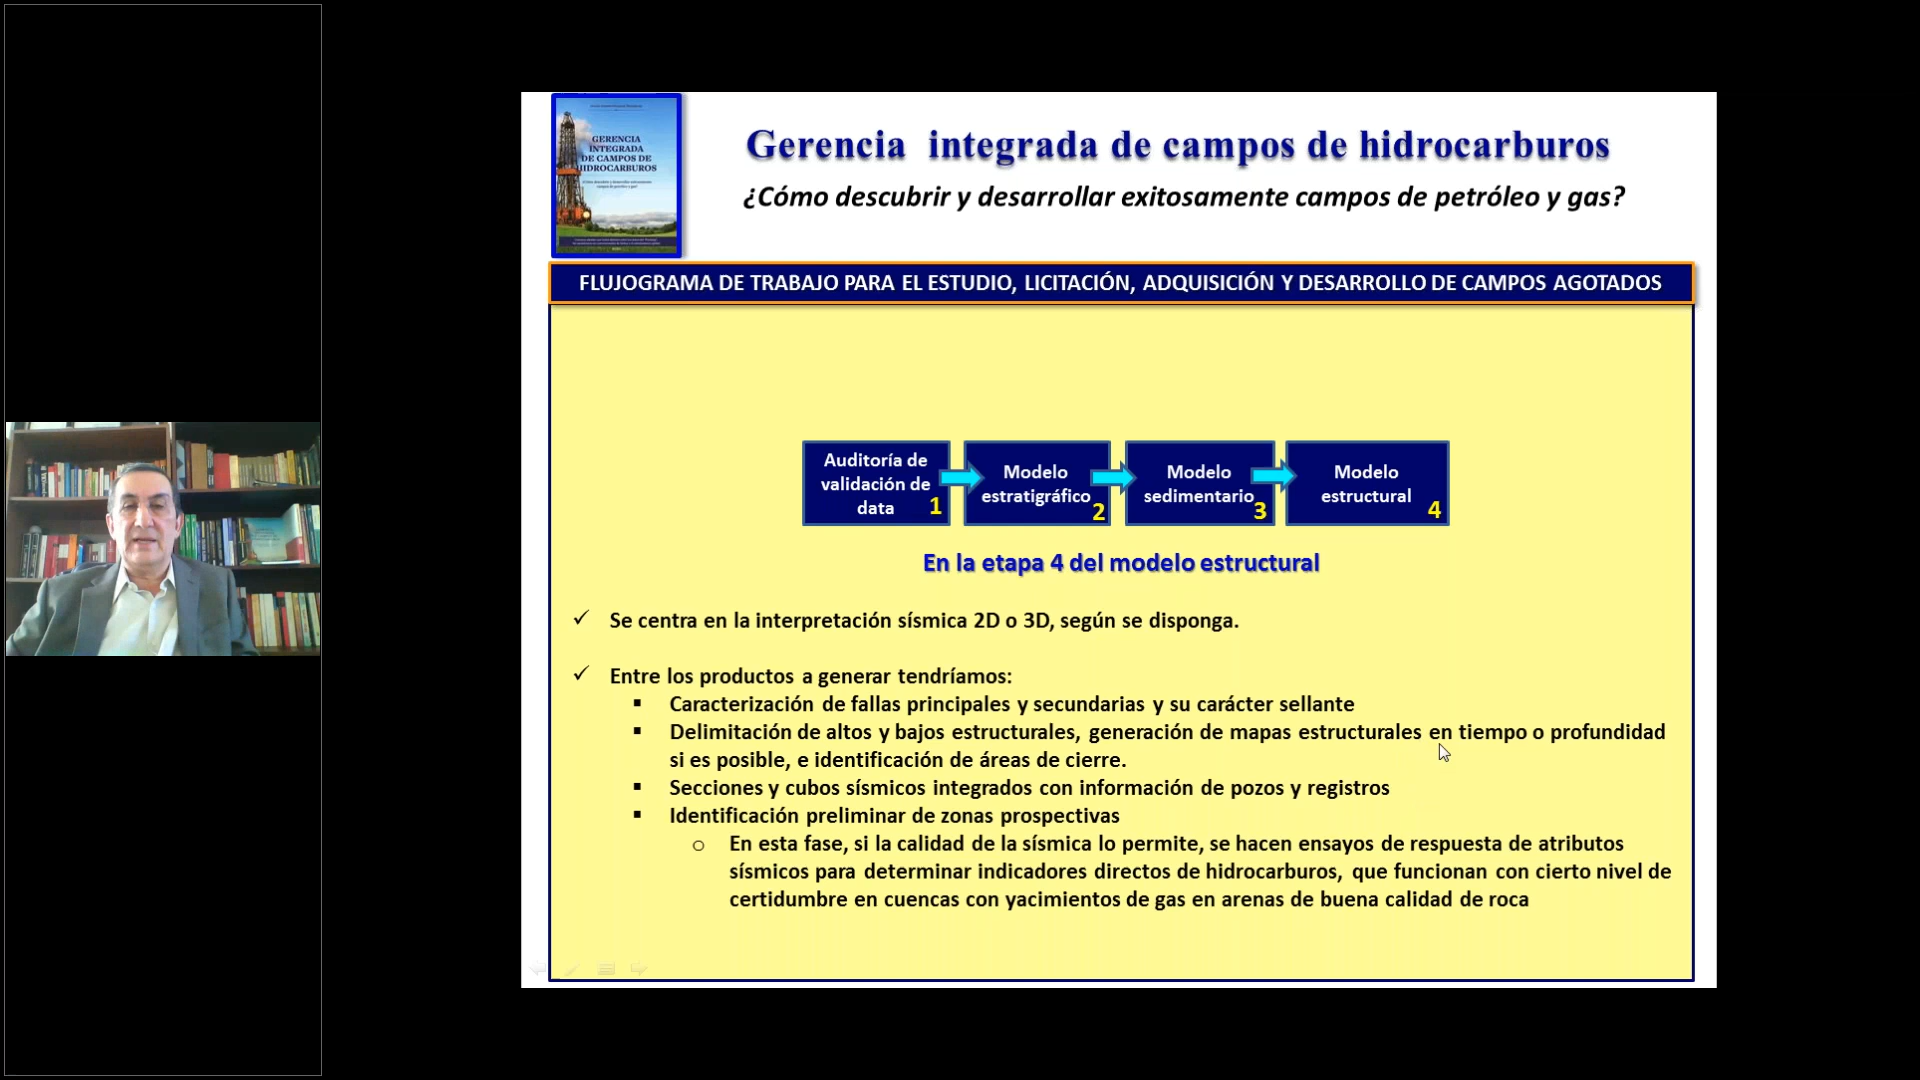 GERENCIA
INTEGRADA
DE CAMPOS DE
HIDROCARBUROS
Gerencia integrada de campos de hidrocarburos
¿Cómo descubrir y desarrollar exitosamente campos de petróleo y gas?
FLUJOGRAMA DE TRABAJO PARA EL ESTUDIO, LICITACIÓN, ADQUISICIÓN Y DESARROLLO DE CAMPOS AGOTADOS
Auditoría de
validación de
data 1
Modelo
estratigráfico
2
Modelo
sedimentario
3
Modelo
estructural
4
En la etapa 4 del modelo estructural
✓ Se centra en la interpretación sísmica 2D o 3D, según se disponga.
✓ Entre los productos a generar tendríamos:
▪ Caracterización de fallas principales y secundarias y su carácter sellante
▪ Delimitación de altos y bajos estructurales, generación de mapas estructurales en tiempo o profundidad
si es posible, e identificación de áreas de cierre.
▪ Secciones y cubos sísmicos integrados con información de pozos y registros
▪ Identificación preliminar de zonas prospectivas
o En esta fase, si la calidad de la sísmica lo permite, se hacen ensayos de respuesta de atributos
sísmicos para determinar indicadores directos de hidrocarburos, que funcionan con cierto nivel de
certidumbre en cuencas con yacimientos de gas en arenas de buena calidad de roca